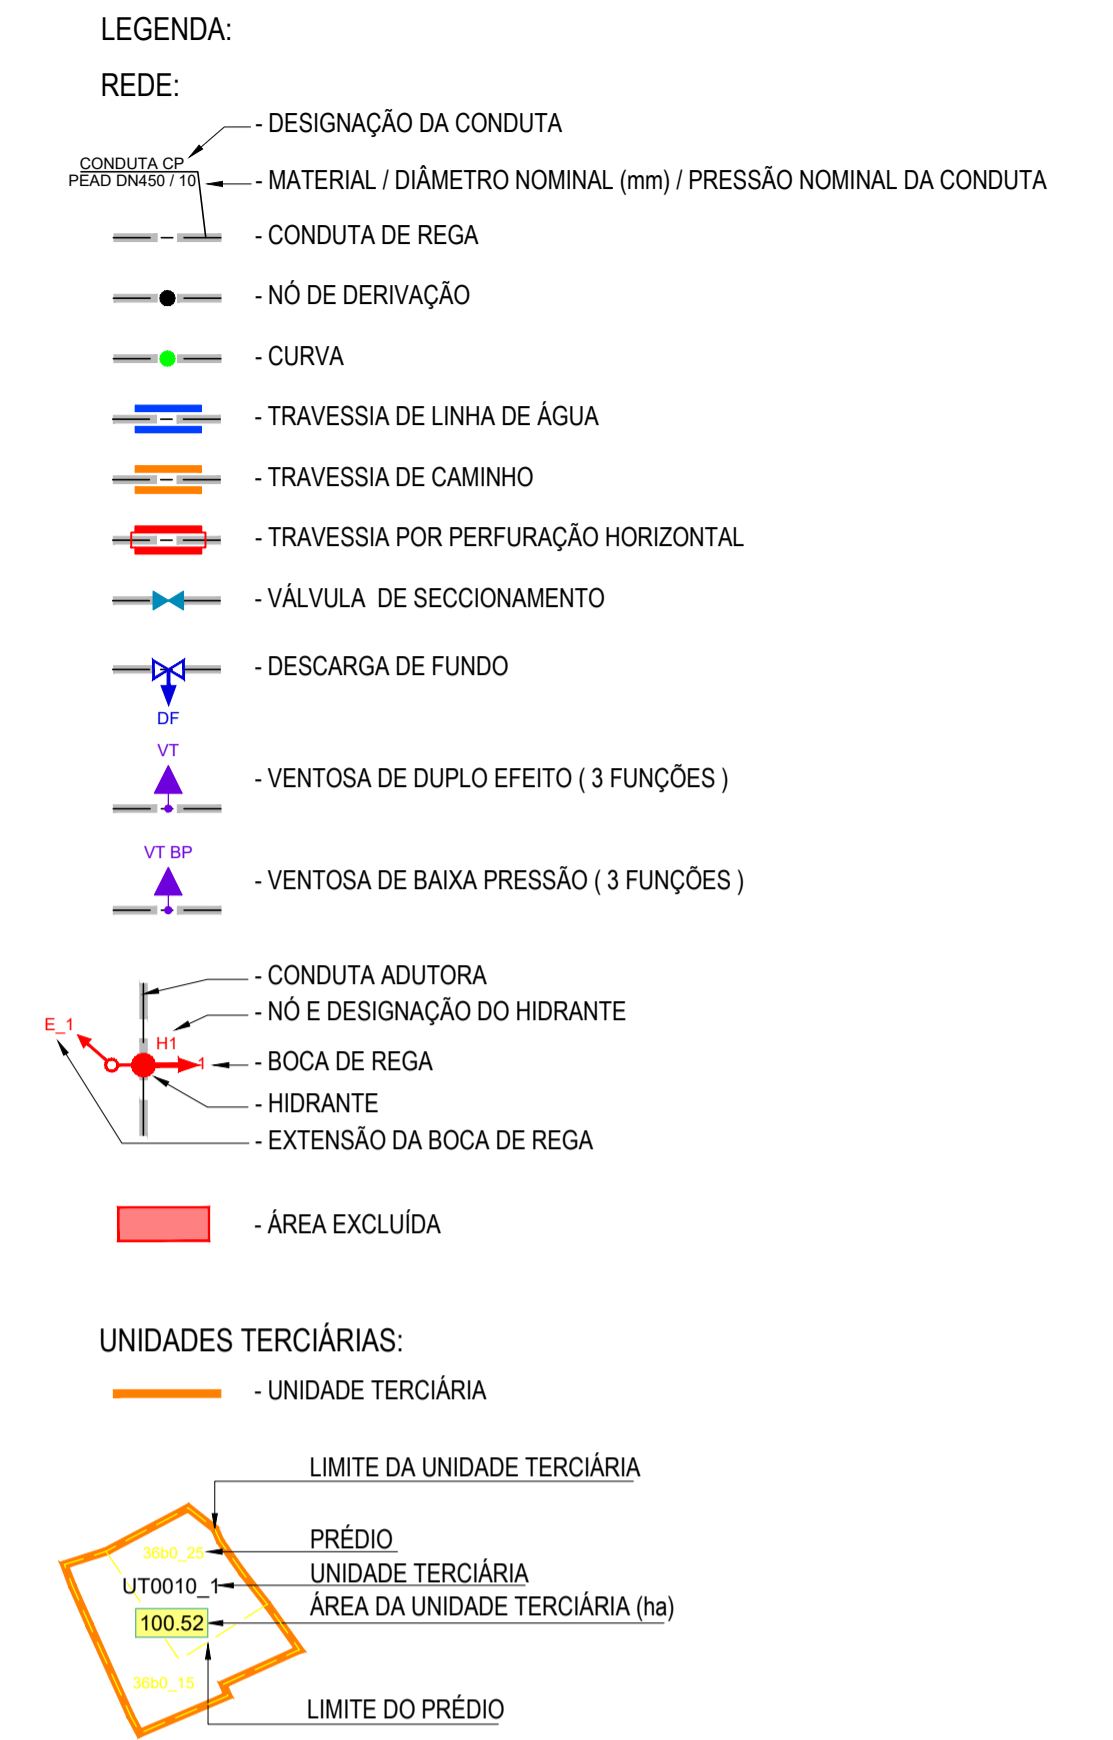 LEGENDA:
REDE:
- DESIGNAÇÃO DA CONDUTA
CONDUTA CP
PEAD DN450 / 10
- MATERIAL / DIÂMETRO NOMINAL (mm) / PRESSÃO NOMINAL DA CONDUTA
- CONDUTA DE REGA
- NÓ DE DERIVAÇÃO
- CURVA
- TRAVESSIA DE LINHA DE ÁGUA
- TRAVESSIA DE CAMINHO
- TRAVESSIA POR PERFURAÇÃO HORIZONTAL
- VÁLVULA  DE SECCIONAMENTO
- DESCARGA DE FUNDO
DF
VT
- VENTOSA DE DUPLO EFEITO ( 3 FUNÇÕES )
VT BP
- VENTOSA DE BAIXA PRESSÃO ( 3 FUNÇÕES )
- CONDUTA ADUTORA
- NÓ E DESIGNAÇÃO DO HIDRANTE
E_1
H1
1
- BOCA DE REGA
- HIDRANTE
- EXTENSÃO DA BOCA DE REGA
- ÁREA EXCLUÍDA
UNIDADES TERCIÁRIAS:
- UNIDADE TERCIÁRIA
LIMITE DA UNIDADE TERCIÁRIA
PRÉDIO
36b0_25
UNIDADE TERCIÁRIA
UT0010_1
ÁREA DA UNIDADE TERCIÁRIA (ha)
100.52
36b0_15
LIMITE DO PRÉDIO